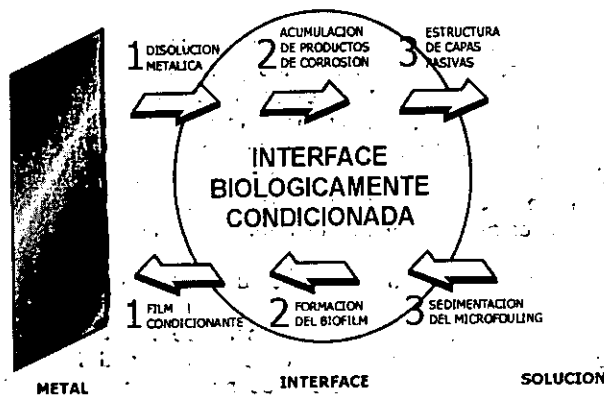 1 DISOLUCION
METALICA
2 ACUMULACION
DE PRODUCTOS
DE CORROSION
3 ESTRUCTURA
DE CAPAS
PASIVAS
INTERFACE
BIOLOGICAMENTE
CONDICIONADA
1 FILM
CONDICIONANTE
2 FORMACION
DEL BIOFILM
3 SEDIMENTACION
DEL MICROFOULING
METAL
INTERFACE
SOLUCION